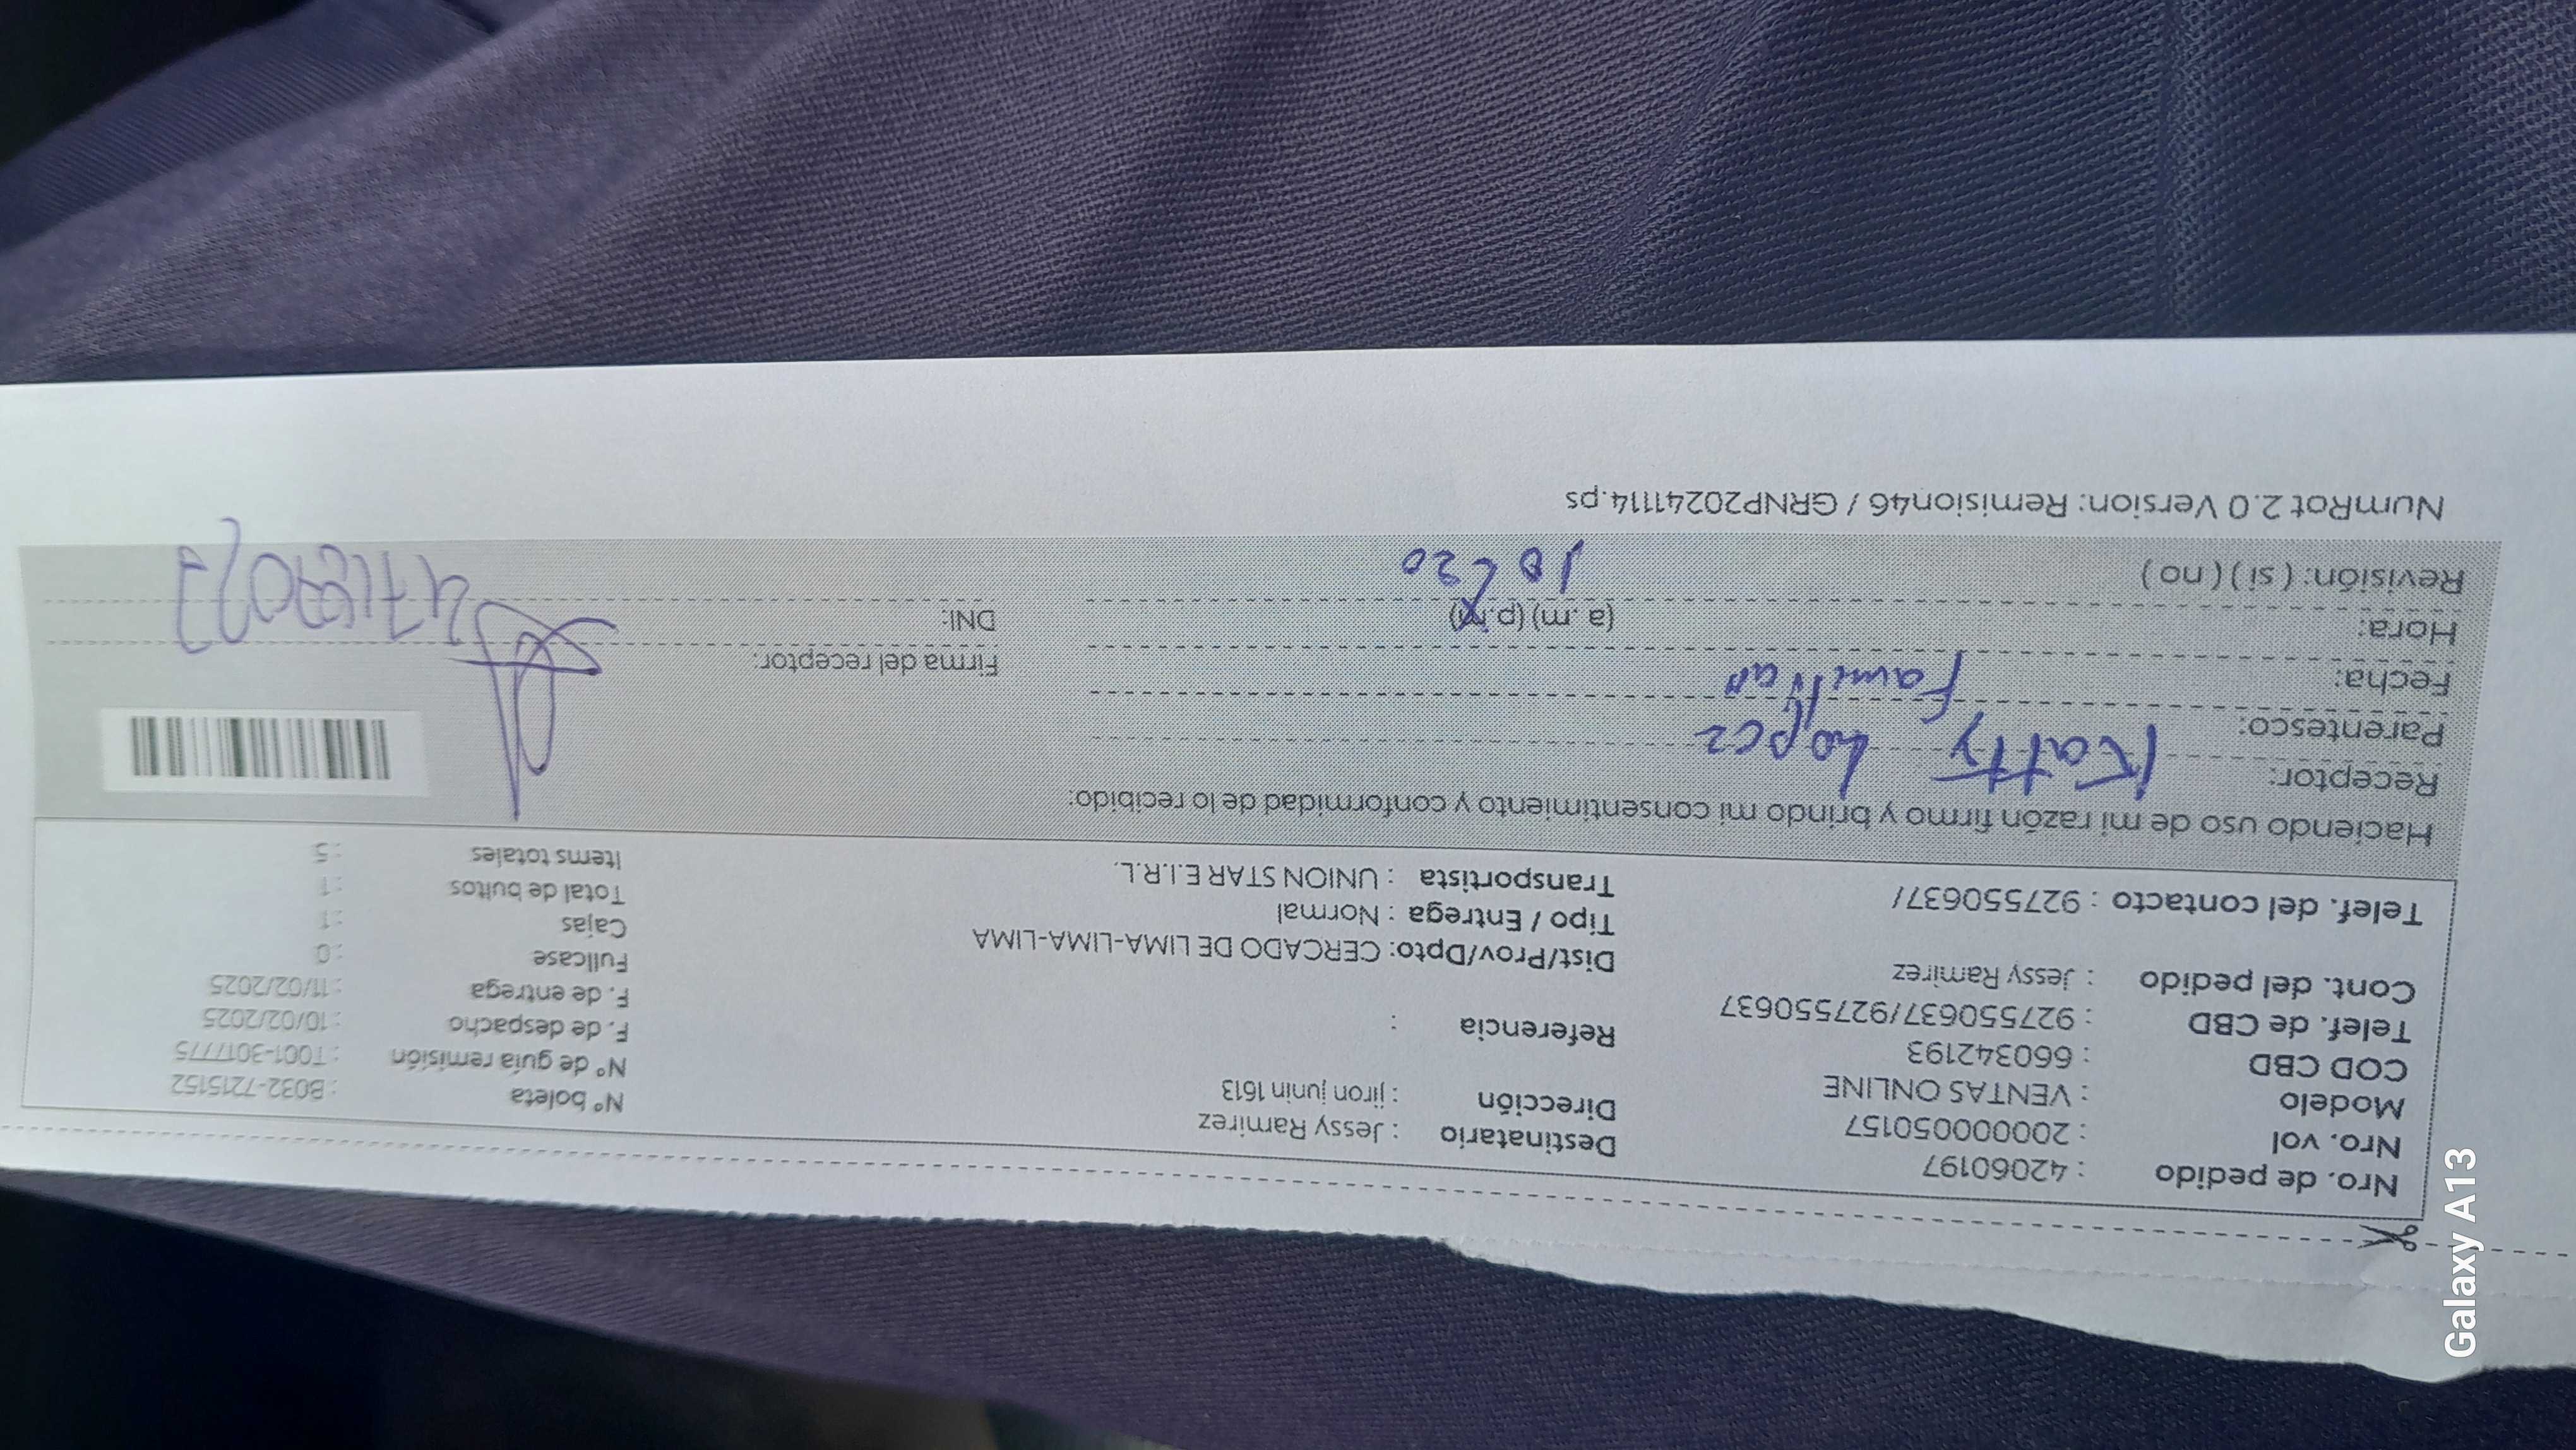 Nro. de pedido : 42060197
Nro. vol : 20000050157
Modelo : VENTAS ONLINE
COD CBD : 660342193
Telef. de CBD : 927550637/927550637
Cont. del pedido : Jessy Ramirez
Telef. del contacto : 927550637/
Destinatario : Jessy Ramirez
Dirección : jiron junin 1613
Referencia :
Dist/Prov/Dpto: CERCADO DE LIMA-LIMA-LIMA
Tipo / Entrega : Normal
Transportista : UNION STAR E.I.R.L.
N° boleta : B032-7215152
N° de guía remisión : T001-3017775
F. de despacho : 10/02/2025
F. de entrega : 11/02/2025
Fullcase : 0
Cajas : 1
Total de bultos : 1
Items totales : 5
Haciendo uso de mi razón firmo y brindo mi consentimiento y conformidad de lo recibido:
Receptor: Katty Lopez
Parentesco: Familiar
Fecha:
Hora: (a.m) (p.m)
Revisión: ( si ) ( no )
Firma del receptor:
DNI:
NumRot 2.0 Version: Remision46 / GRNP20241114.ps
Galaxy A13